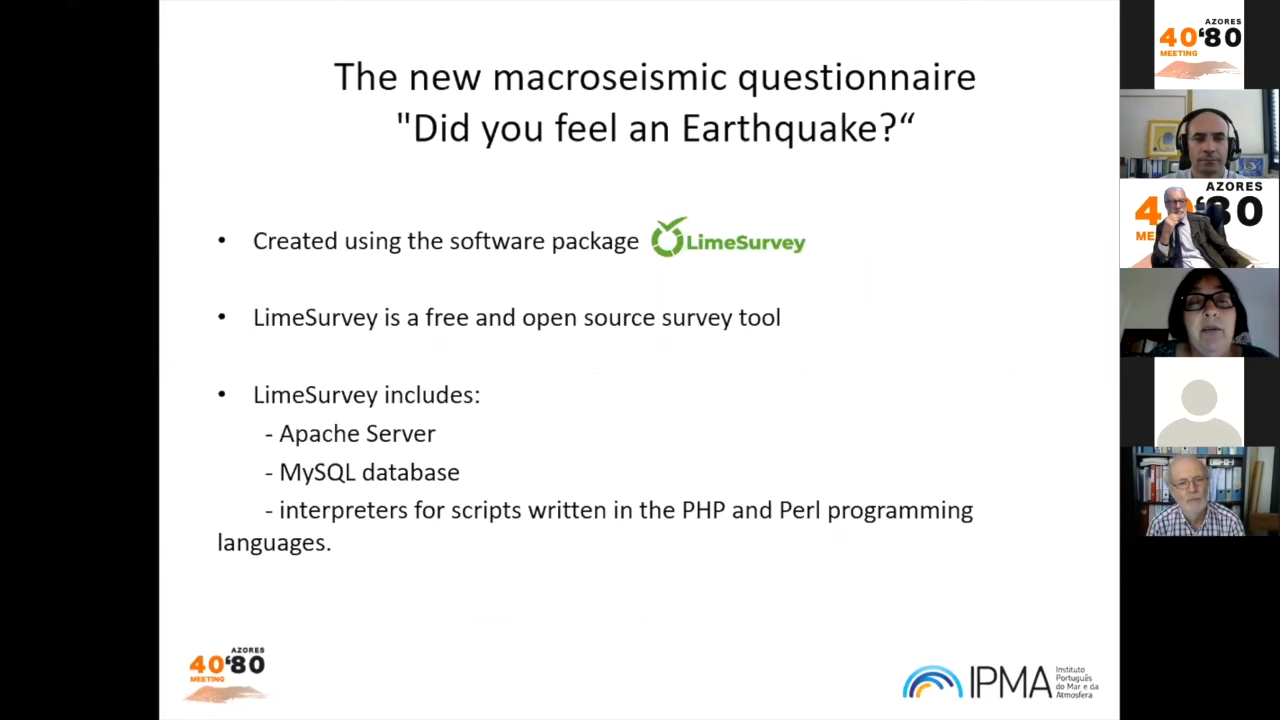 The new macroseismic questionnaire
"Did you feel an Earthquake?“
• Created using the software package LimeSurvey
• LimeSurvey is a free and open source survey tool
• LimeSurvey includes:
- Apache Server
- MySQL database
- interpreters for scripts written in the PHP and Perl programming
languages.
AZORES
40‘80
MEETING
IPMA
Instituto
Português
do Mar e da
Atmosfera
AZORES
40‘80
MEETING
AZORES
4 ‘80
ME